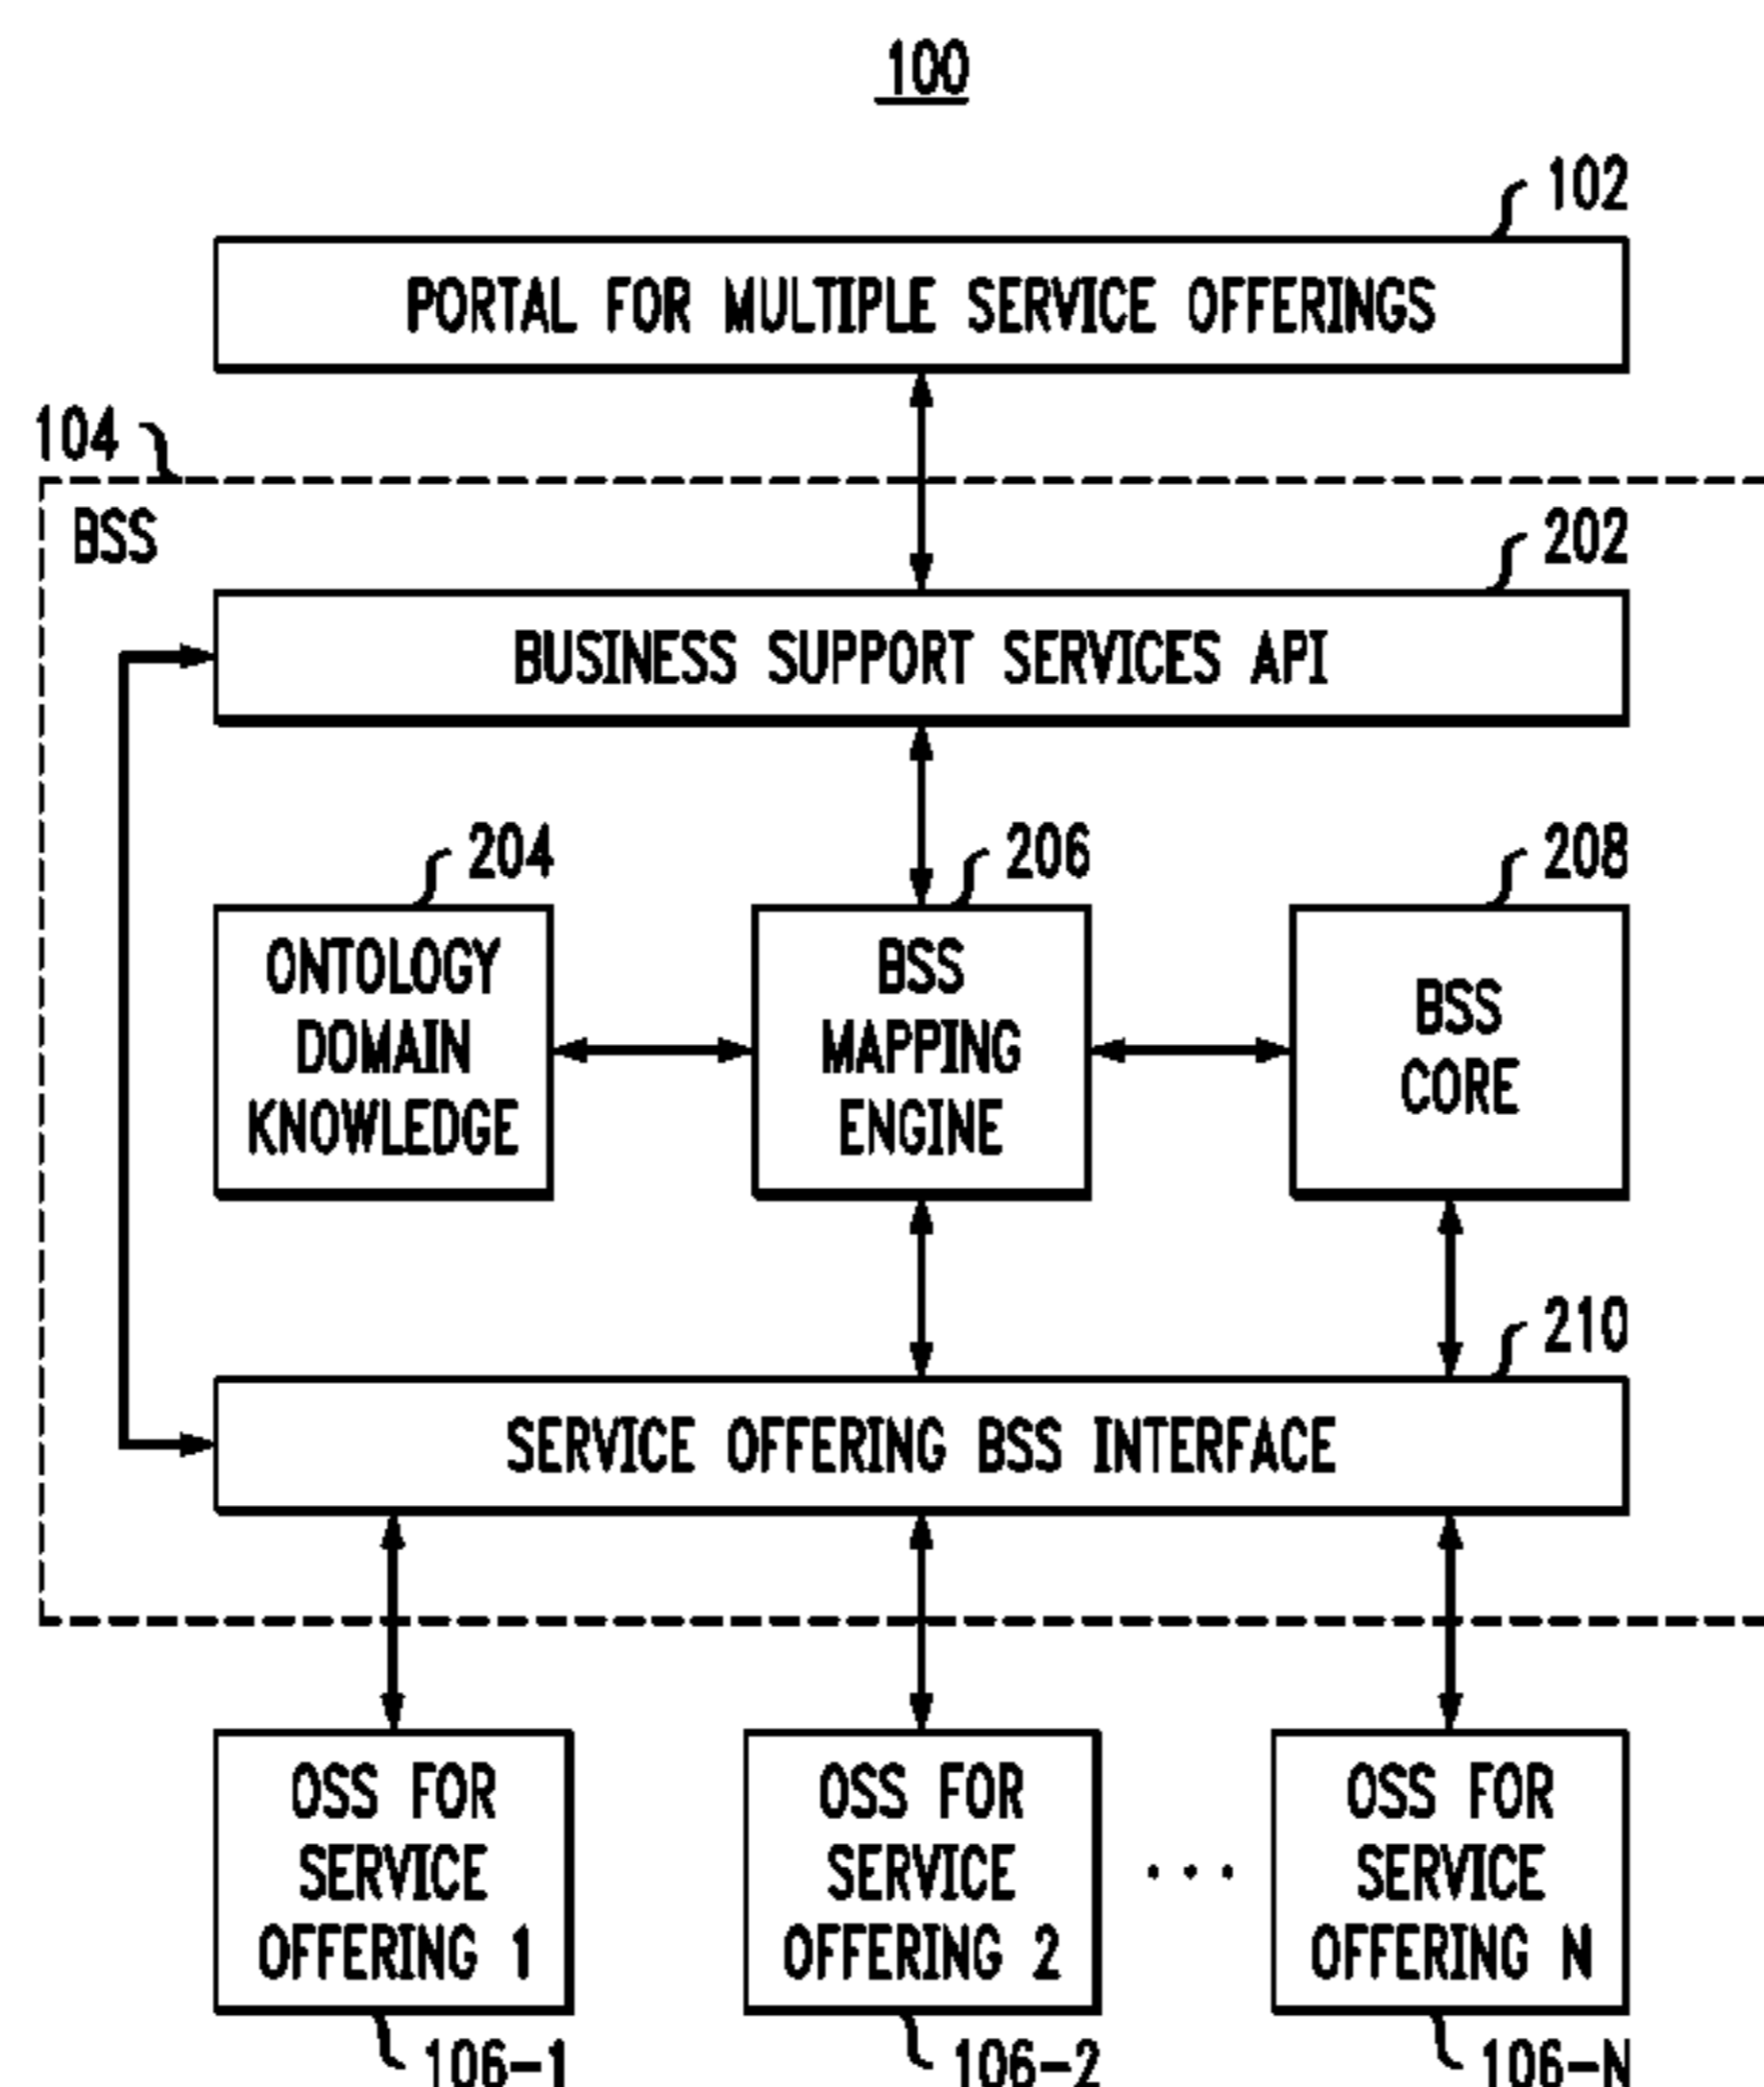 100
102
PORTAL FOR MULTIPLE SERVICE OFFERINGS
104
BSS
202
BUSINESS SUPPORT SERVICES API
204
206
208
ONTOLOGY
DOMAIN
KNOWLEDGE
BSS
MAPPING
ENGINE
BSS
CORE
210
SERVICE OFFERING BSS INTERFACE
OSS FOR
SERVICE
OFFERING 1
OSS FOR
SERVICE
OFFERING 2
. . .
OSS FOR
SERVICE
OFFERING N
106-1
106-2
106-N